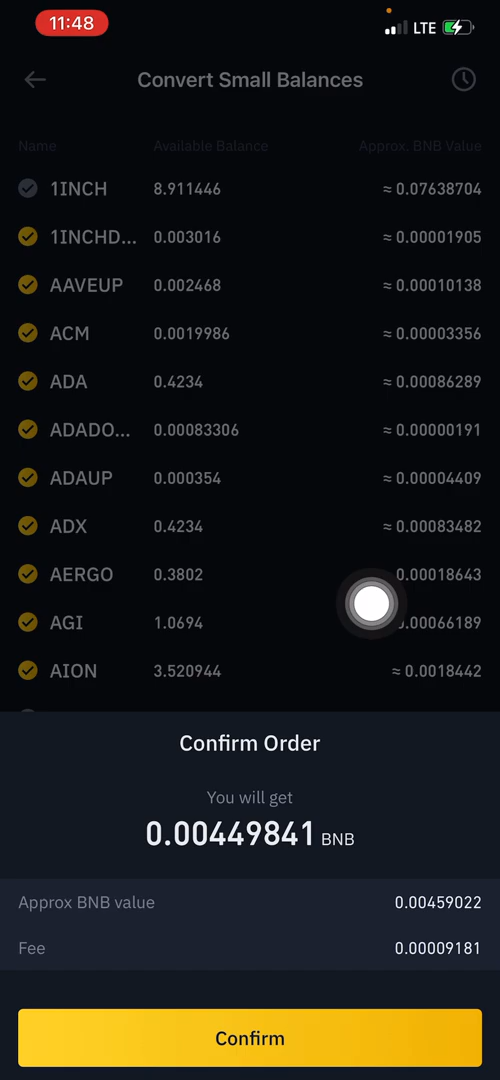 11:48 LTE
Convert Small Balances
Name Available Balance Approx. BNB Value
1INCH 8.911446 ≈ 0.07638704
1INCHD... 0.003016 ≈ 0.00001905
AAVEUP 0.002468 ≈ 0.00010138
ACM 0.0019986 ≈ 0.00003356
ADA 0.4234 ≈ 0.00086289
ADADO... 0.00083306 ≈ 0.00000191
ADAUP 0.000354 ≈ 0.00004409
ADX 0.4234 ≈ 0.00083482
AERGO 0.3802 0.00018643
AGI 1.0694 0.00066189
AION 3.520944 ≈ 0.0018442
Confirm Order
You will get
0.00449841 BNB
Approx BNB value 0.00459022
Fee 0.00009181
Confirm